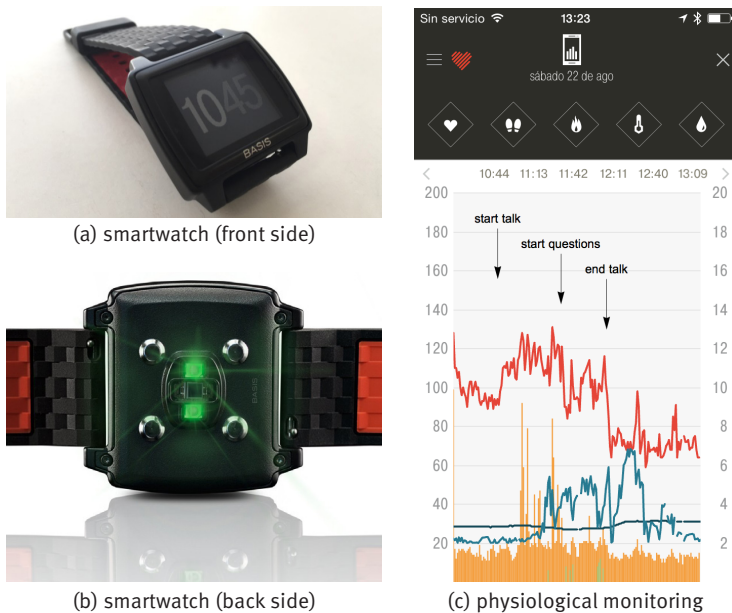 1045
BASIS
(a) smartwatch (front side)
BASIS
(b) smartwatch (back side)
Sin servicio 13:23
sábado 22 de ago
10:44 11:13 11:42 12:11 12:40 13:09
200 20
180 18
160 16
140 14
120 12
100 10
80 8
60 6
40 4
20 2
start talk
start questions
end talk
(c) physiological monitoring